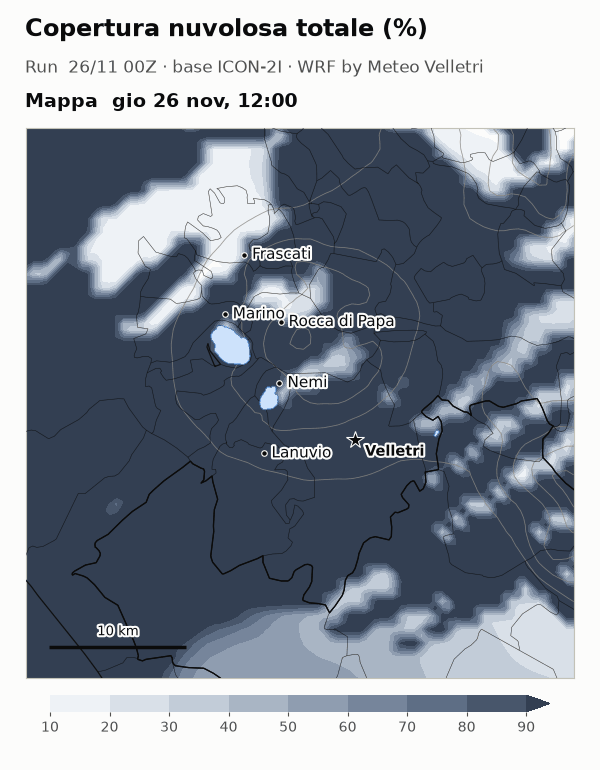 Copertura nuvolosa totale (%)
Run  26/11 00Z · base ICON-2I · WRF by Meteo Velletri
Mappa  gio 26 nov, 12:00
Frascati
Marino
Rocca di Papa
Nemi
Velletri
Lanuvio
10 km
10 20 30 40 50 60 70 80 90